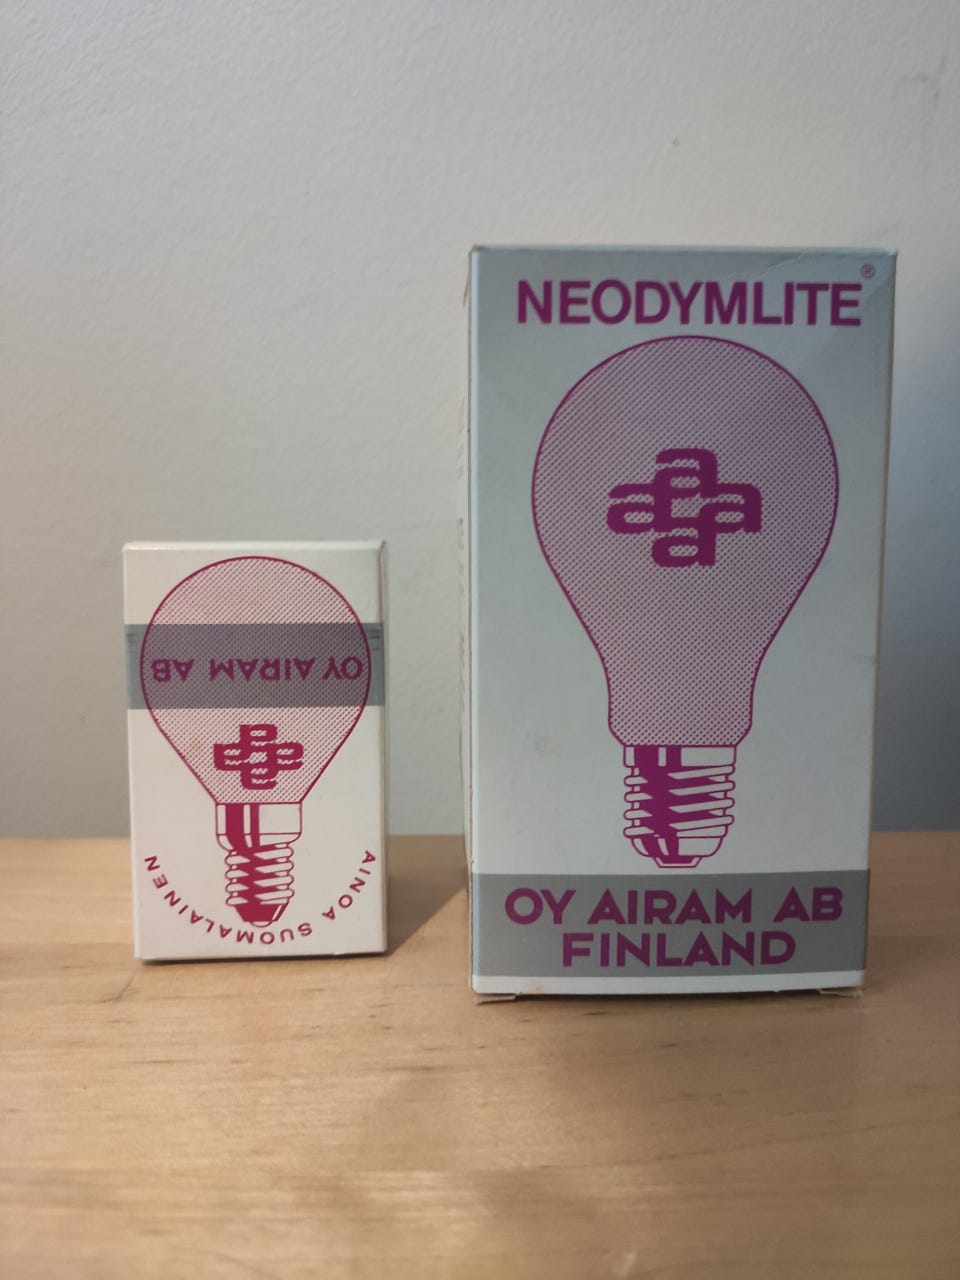 OY AIRAM AB
AINOA SUOMALAINEN
NEODYMLITE®
OY AIRAM AB
FINLAND